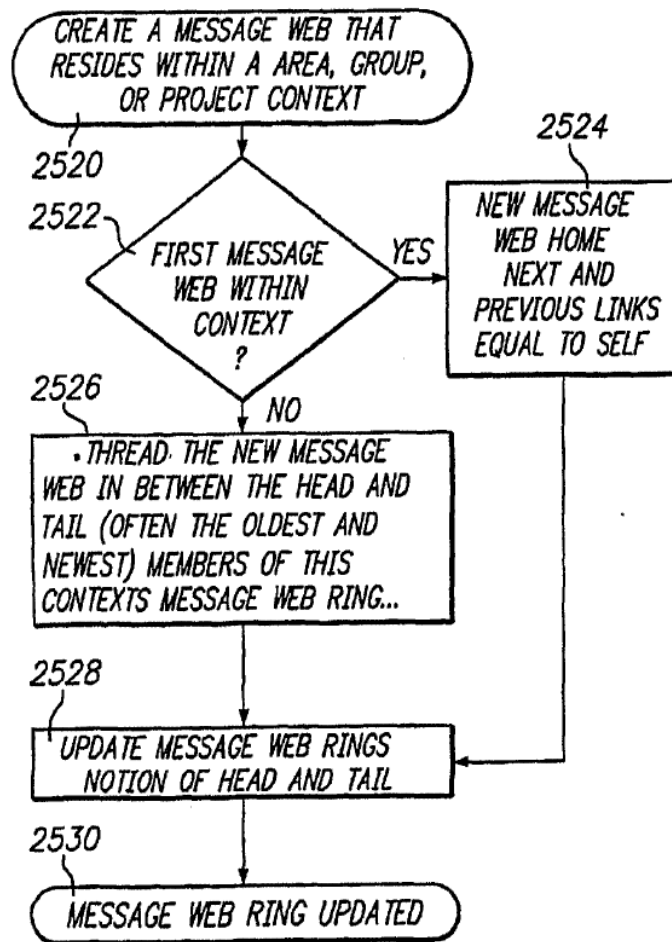 CREATE A MESSAGE WEB THAT
RESIDES WITHIN A AREA, GROUP,
OR PROJECT CONTEXT
2520
2522
FIRST MESSAGE
WEB WITHIN
CONTEXT
?
YES
2524
NEW MESSAGE
WEB HOME
NEXT AND
PREVIOUS LINKS
EQUAL TO SELF
NO
2526
THREAD THE NEW MESSAGE
WEB IN BETWEEN THE HEAD AND
TAIL (OFTEN THE OLDEST AND
NEWEST) MEMBERS OF THIS
CONTEXTS MESSAGE WEB RING...
2528
UPDATE MESSAGE WEB RINGS
NOTION OF HEAD AND TAIL
2530
MESSAGE WEB RING UPDATED